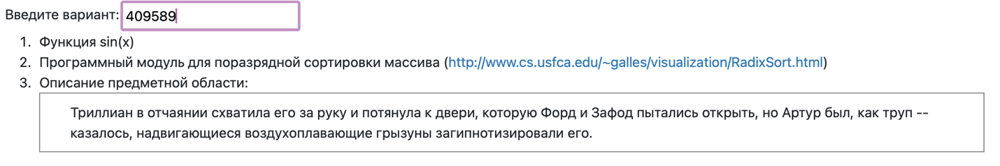 Введите вариант: 409589
1. Функция sin(x)
2. Программный модуль для поразрядной сортировки массива (http://www.cs.usfca.edu/~galles/visualization/RadixSort.html)
3. Описание предметной области:
Триллиан в отчаянии схватила его за руку и потянула к двери, которую Форд и Зафод пытались открыть, но Артур был, как труп --
казалось, надвигающиеся воздухоплавающие грызуны загипнотизировали его.